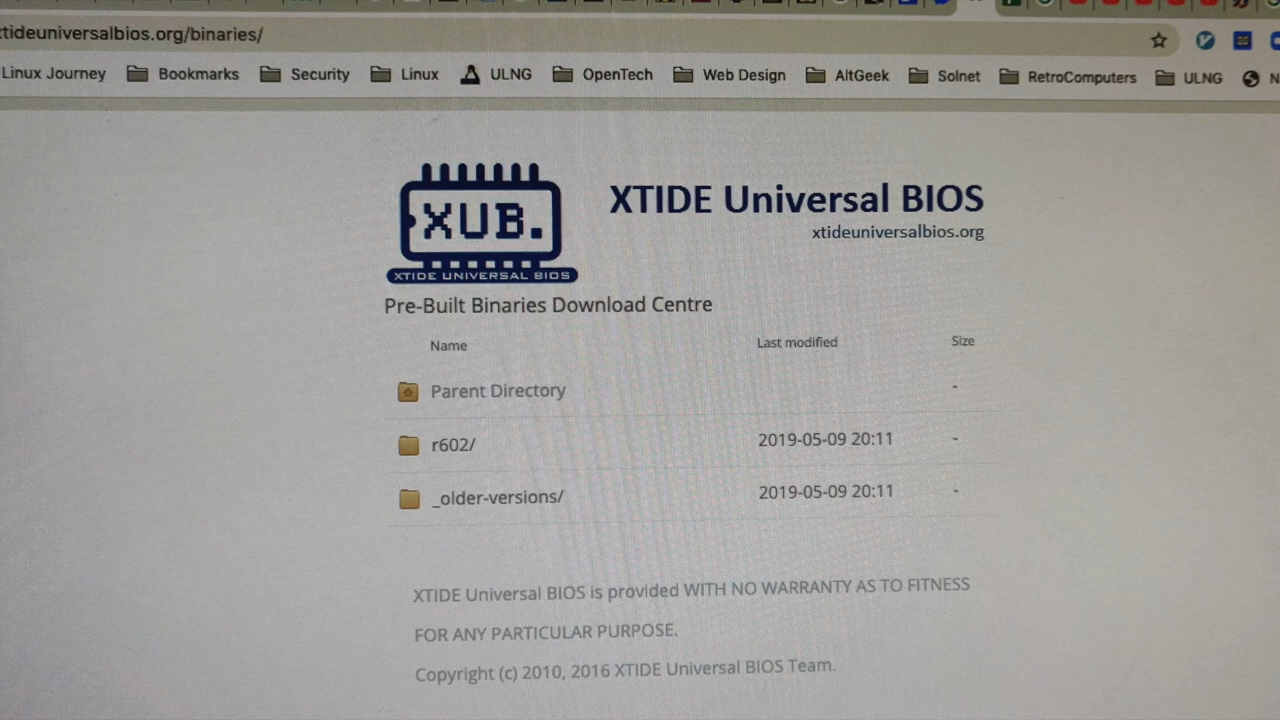 xtideuniversalbios.org/binaries/
Linux Journey Bookmarks Security Linux ULNG OpenTech Web Design AltGeek Solnet RetroComputers ULNG N
XUB.
XTIDE UNIVERSAL BIOS
XTIDE Universal BIOS
xtideuniversalbios.org
Pre-Built Binaries Download Centre
Name Last modified Size
Parent Directory -
r602/ 2019-05-09 20:11 -
_older-versions/ 2019-05-09 20:11 -
XTIDE Universal BIOS is provided WITH NO WARRANTY AS TO FITNESS
FOR ANY PARTICULAR PURPOSE.
Copyright (c) 2010, 2016 XTIDE Universal BIOS Team.